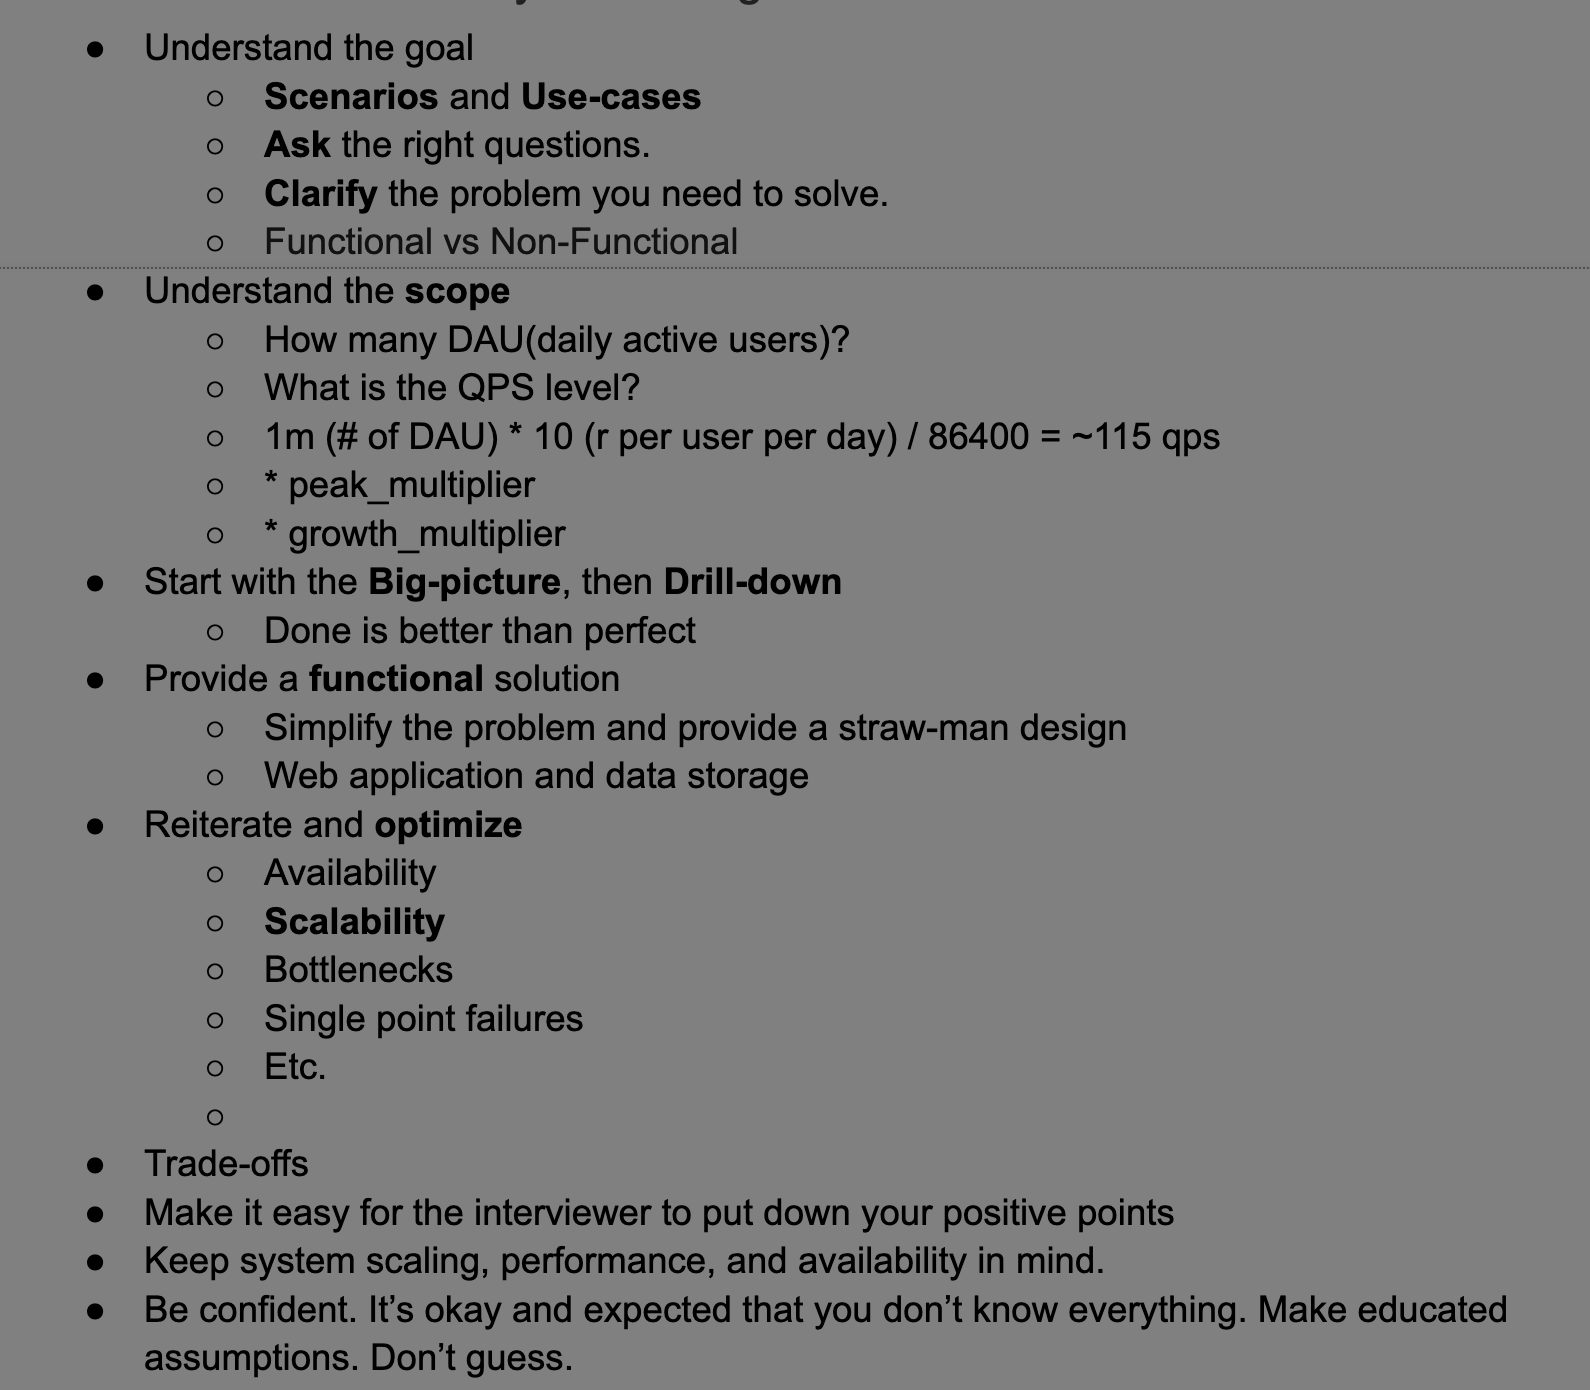 ● Understand the goal
○ Scenarios and Use-cases
○ Ask the right questions.
○ Clarify the problem you need to solve.
○ Functional vs Non-Functional
● Understand the scope
○ How many DAU(daily active users)?
○ What is the QPS level?
○ 1m (# of DAU) * 10 (r per user per day) / 86400 = ~115 qps
○ * peak_multiplier
○ * growth_multiplier
● Start with the Big-picture, then Drill-down
○ Done is better than perfect
● Provide a functional solution
○ Simplify the problem and provide a straw-man design
○ Web application and data storage
● Reiterate and optimize
○ Availability
○ Scalability
○ Bottlenecks
○ Single point failures
○ Etc.
○
● Trade-offs
● Make it easy for the interviewer to put down your positive points
● Keep system scaling, performance, and availability in mind.
● Be confident. It’s okay and expected that you don’t know everything. Make educated
assumptions. Don’t guess.